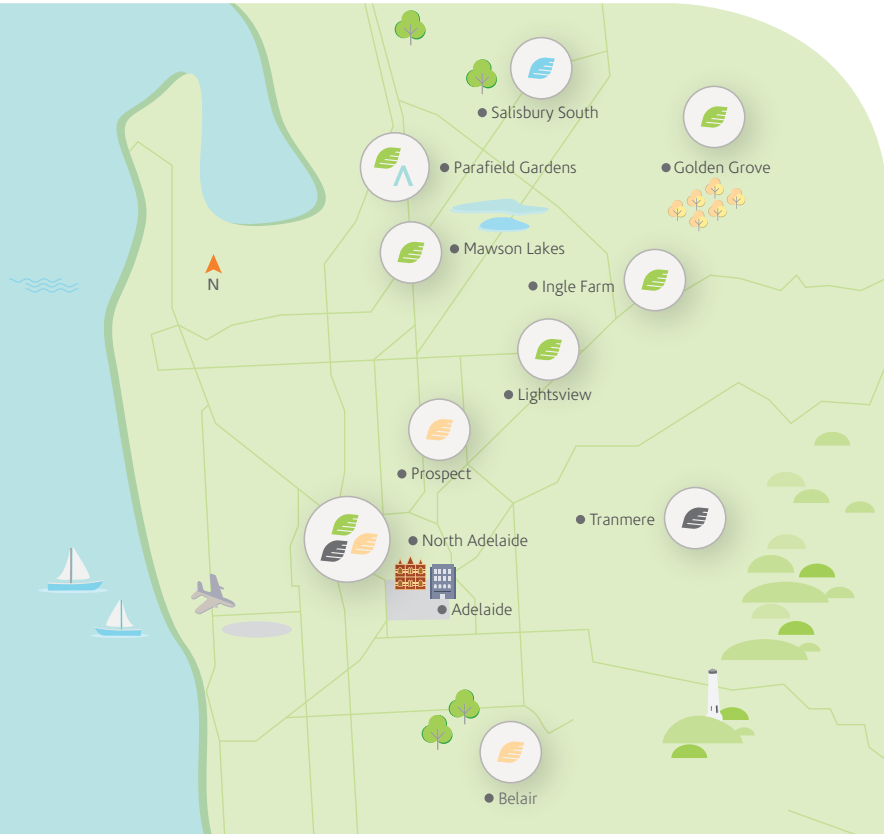 Salisbury South
Golden Grove
Parafield Gardens
Mawson Lakes
N
Ingle Farm
Lightsview
Prospect
Tranmere
North Adelaide
Adelaide
Belair